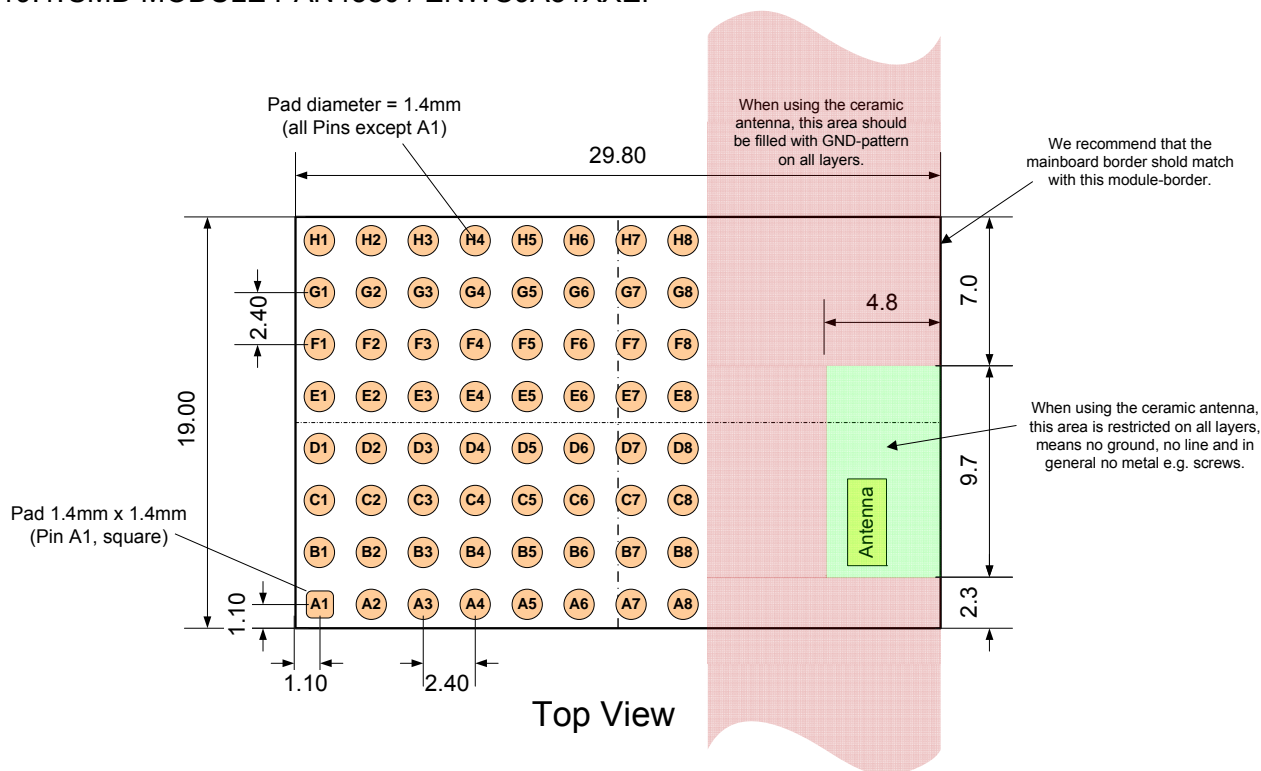 MODULE
Pad diameter = 1.4mm
(all Pins except A1)
When using the ceramic
antenna, this area should
be filled with GND-pattern
on all layers.
We recommend that the
mainboard border shold match
with this module-border.
29.80
H1 H2 H3 H4 H5 H6 H7 H8
G1 G2 G3 G4 G5 G6 G7 G8
2.40
F1 F2 F3 F4 F5 F6 F7 F8
4.8
7.0
E1 E2 E3 E4 E5 E6 E7 E8
19.00
When using the ceramic antenna,
this area is restricted on all layers,
means no ground, no line and in
general no metal e.g. screws.
D1 D2 D3 D4 D5 D6 D7 D8
9.7
C1 C2 C3 C4 C5 C6 C7 C8
Pad 1.4mm x 1.4mm
(Pin A1, square)
Antenna
B1 B2 B3 B4 B5 B6 B7 B8
A1 A2 A3 A4 A5 A6 A7 A8
1.10
2.3
1.10
2.40
Top View